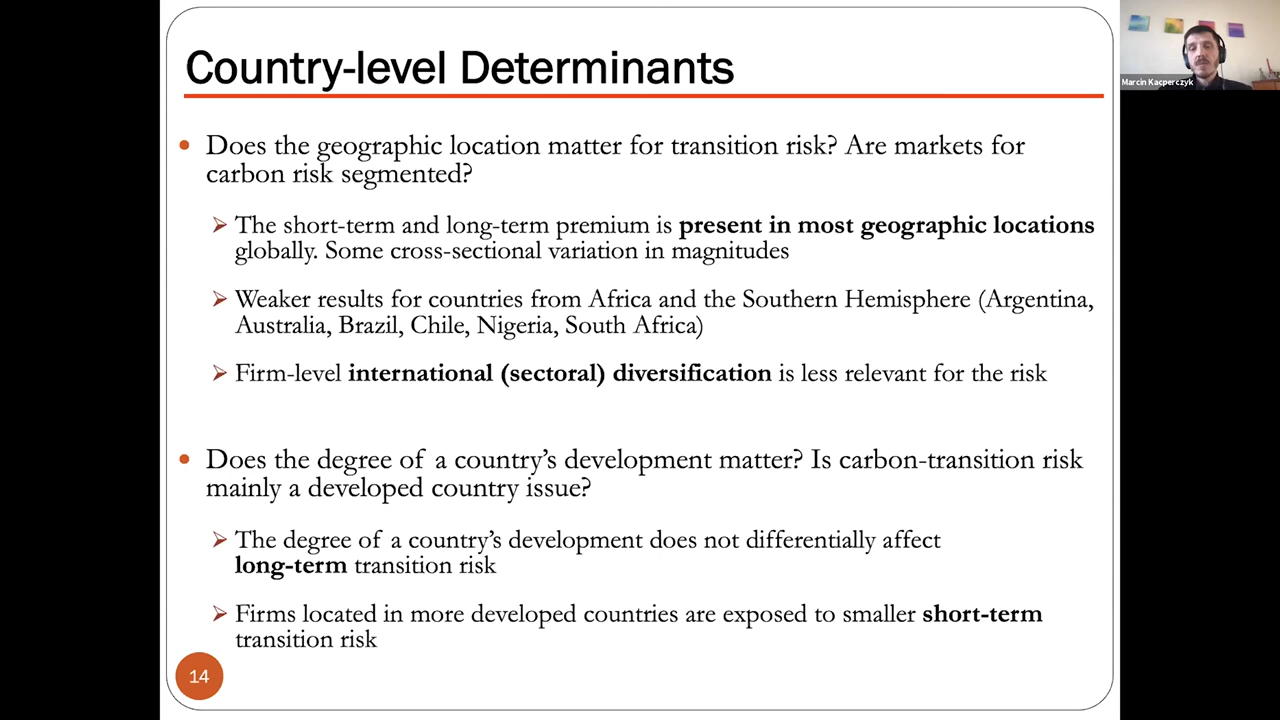 Country-level Determinants
Marcin Kacperczyk
• Does the geographic location matter for transition risk? Are markets for
carbon risk segmented?
➢ The short-term and long-term premium is present in most geographic locations
globally. Some cross-sectional variation in magnitudes
➢ Weaker results for countries from Africa and the Southern Hemisphere (Argentina,
Australia, Brazil, Chile, Nigeria, South Africa)
➢ Firm-level international (sectoral) diversification is less relevant for the risk
• Does the degree of a country’s development matter? Is carbon-transition risk
mainly a developed country issue?
➢ The degree of a country’s development does not differentially affect
long-term transition risk
➢ Firms located in more developed countries are exposed to smaller short-term
transition risk
14